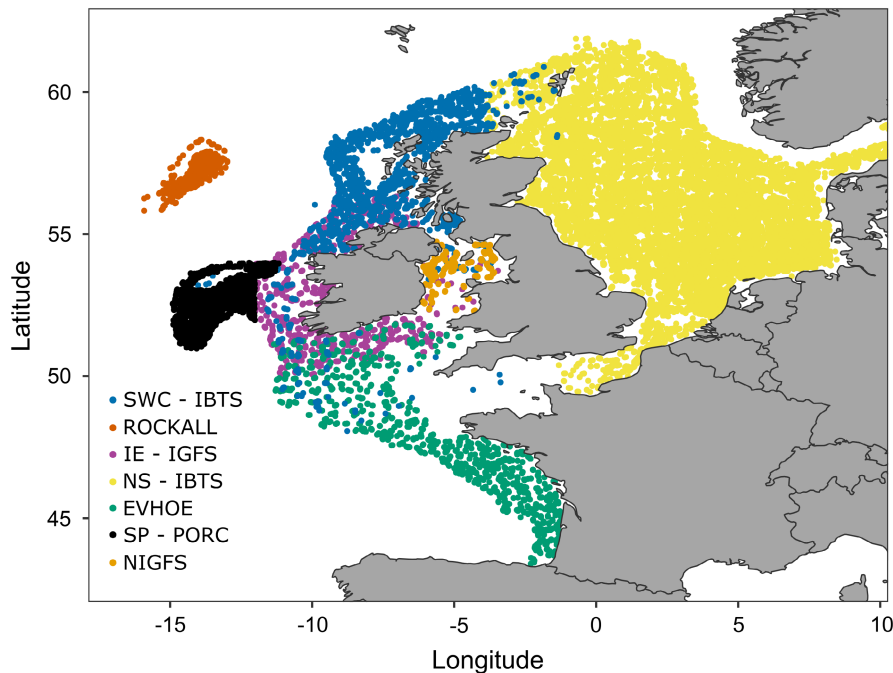 60
55
50
45
Latitude
SWC - IBTS
ROCKALL
IE - IGFS
NS - IBTS
EVHOE
SP - PORC
NIGFS
-15 -10 -5 0 5 10
Longitude